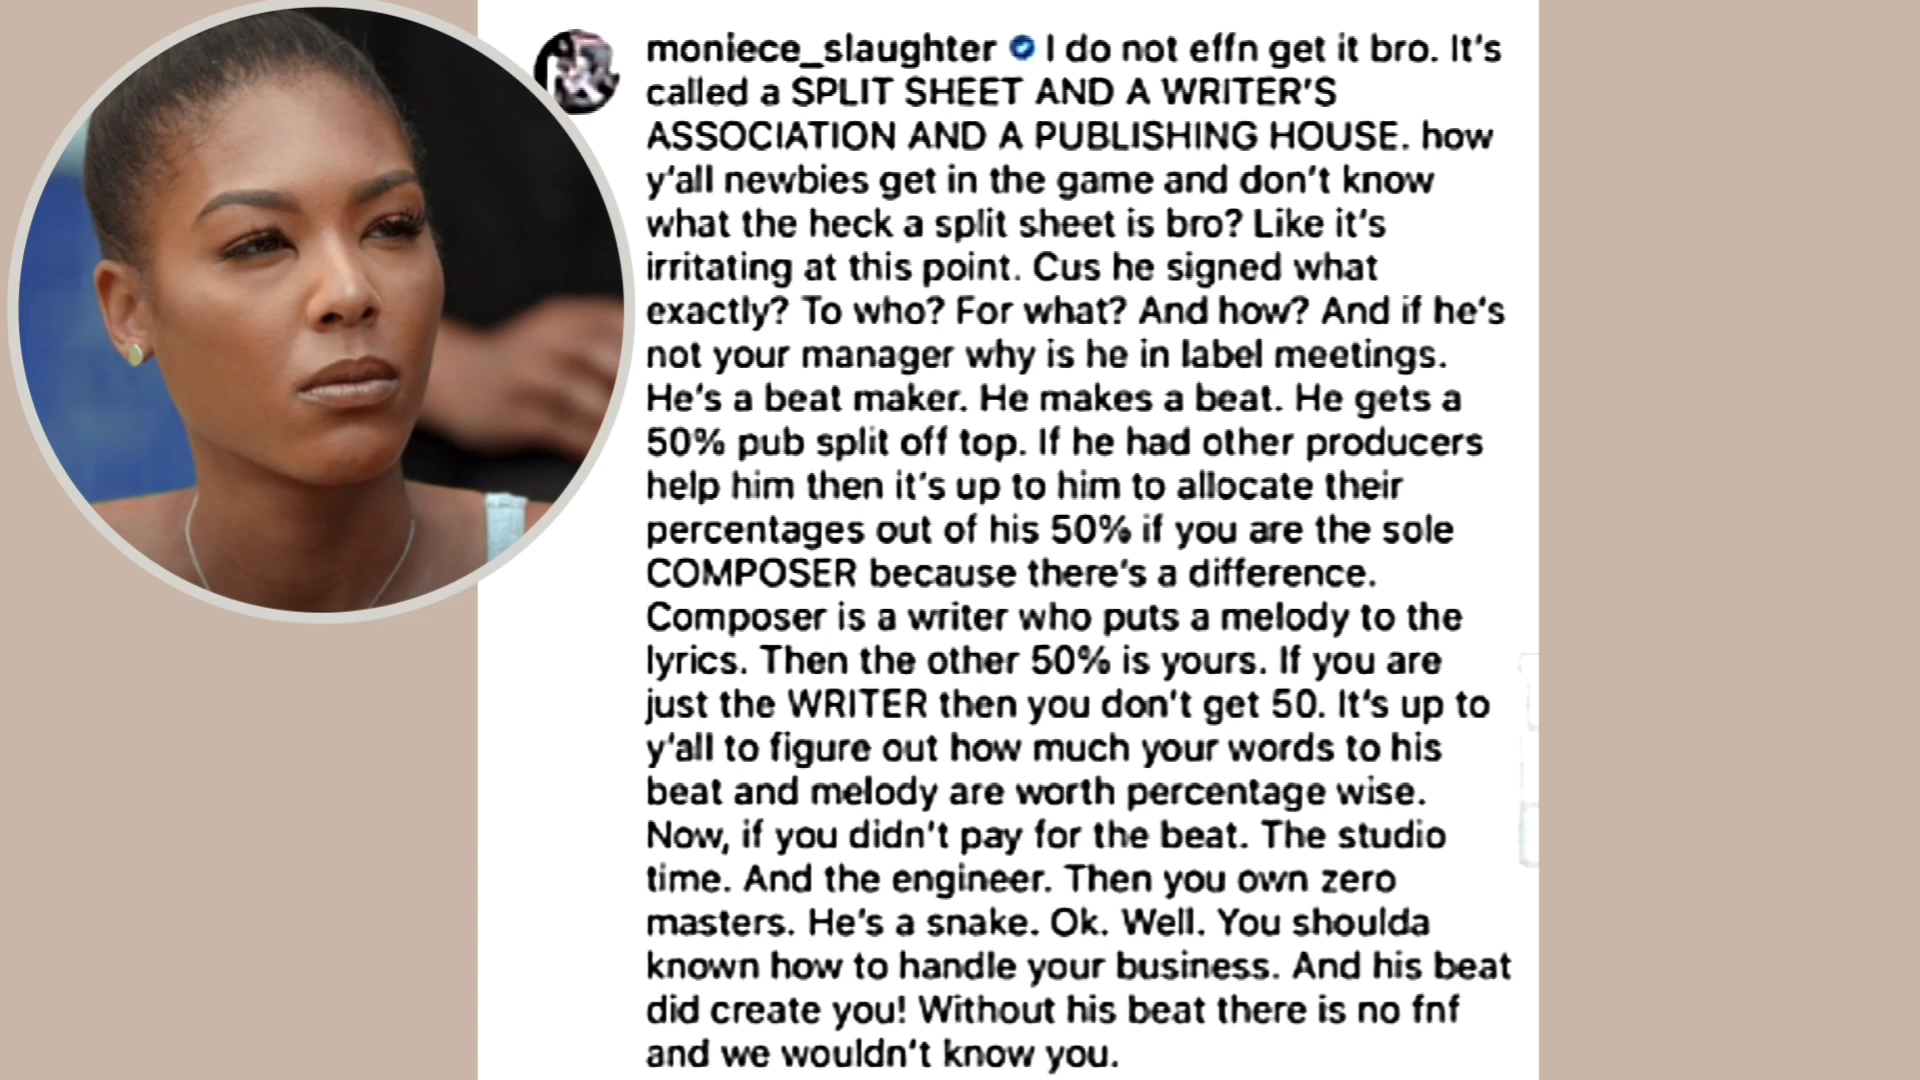 moniece_slaughter I do not effn get it bro. It's
called a SPLIT SHEET AND A WRITER'S
ASSOCIATION AND A PUBLISHING HOUSE. how
y'all newbies get in the game and don't know
what the heck a split sheet is bro? Like it's
irritating at this point. Cus he signed what
exactly? To who? For what? And how? And if he's
not your manager why is he in label meetings.
He's a beat maker. He makes a beat. He gets a
50% pub split off top. If he had other producers
help him then it's up to him to allocate their
percentages out of his 50% if you are the sole
COMPOSER because there's a difference.
Composer is a writer who puts a melody to the
lyrics. Then the other 50% is yours. If you are
just the WRITER then you don't get 50. It's up to
y'all to figure out how much your words to his
beat and melody are worth percentage wise.
Now, if you didn't pay for the beat. The studio
time. And the engineer. Then you own zero
masters. He's a snake. Ok. Well. You shoulda
known how to handle your business. And his beat
did create you! Without his beat there is no fnf
and we wouldn't know you.